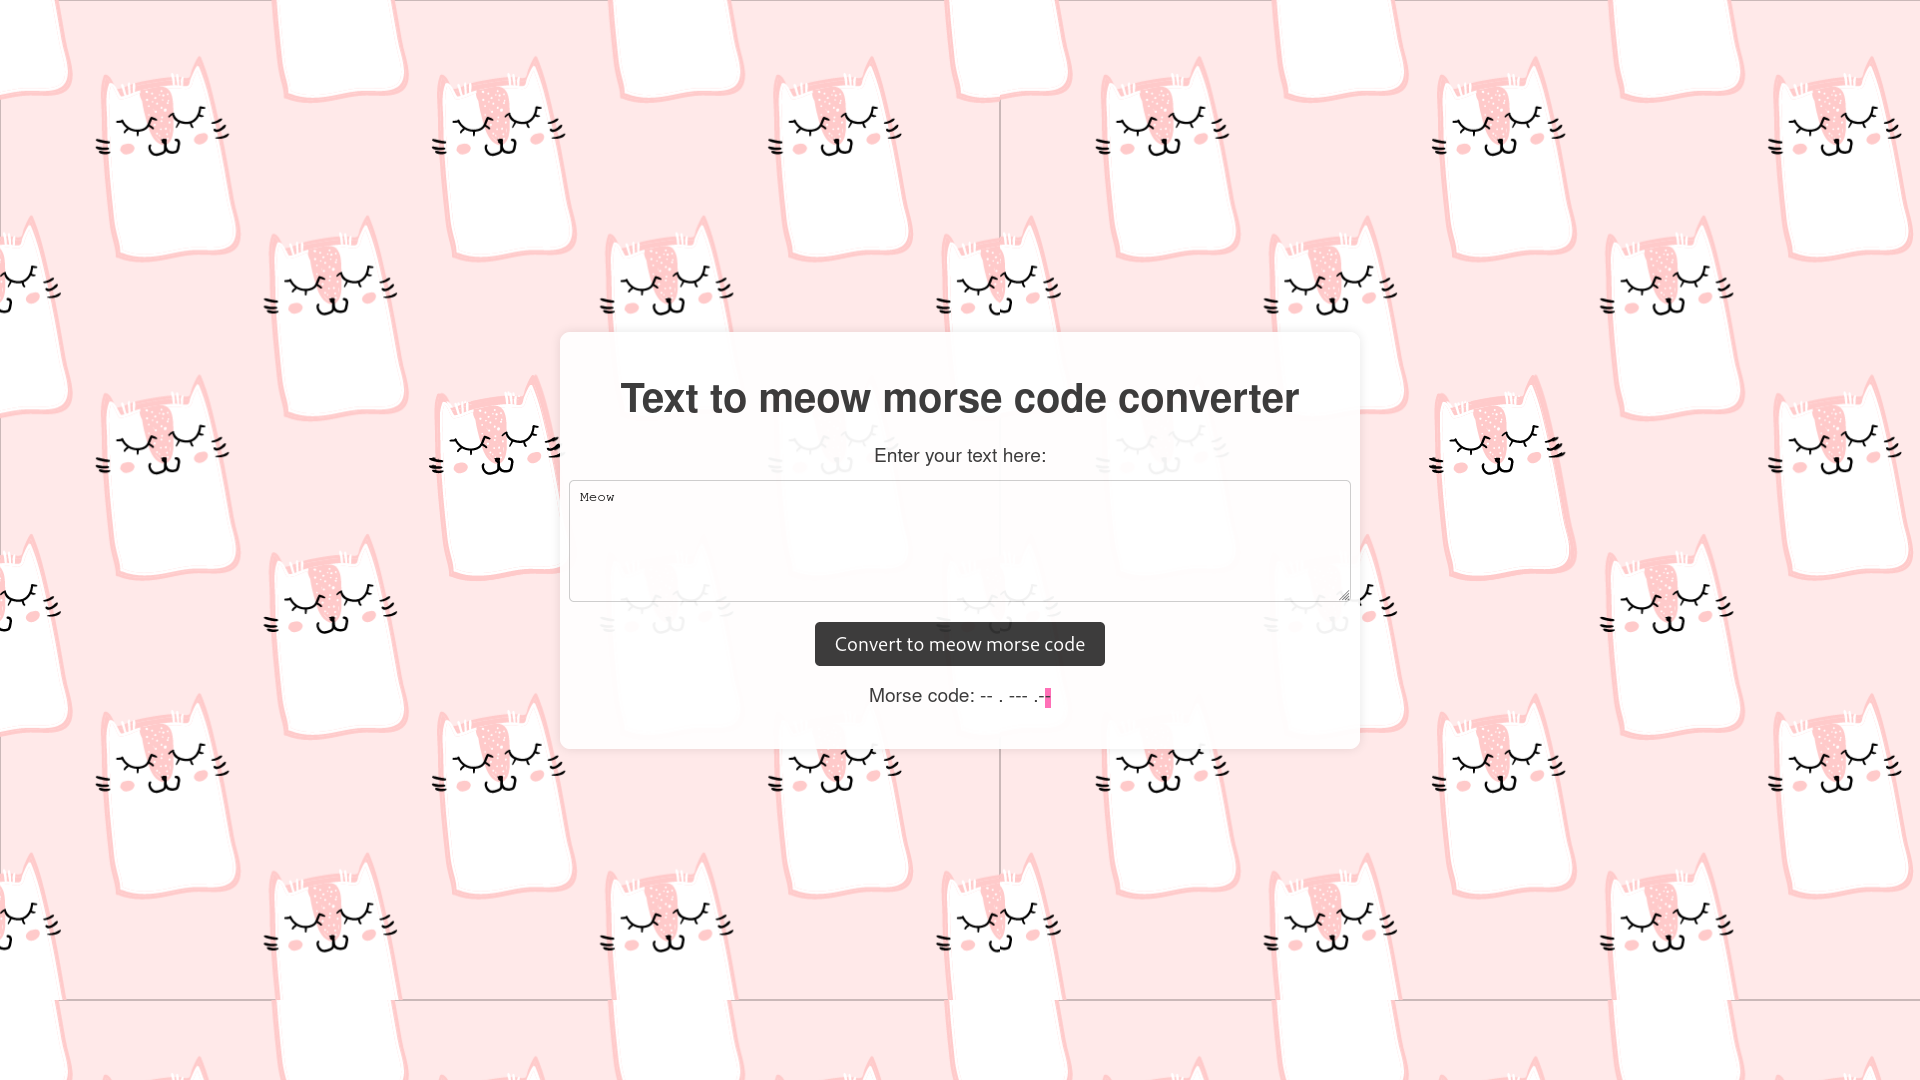 Text to meow morse code converter
Enter your text here:
Meow
Convert to meow morse code
Morse code: -- . --- .--